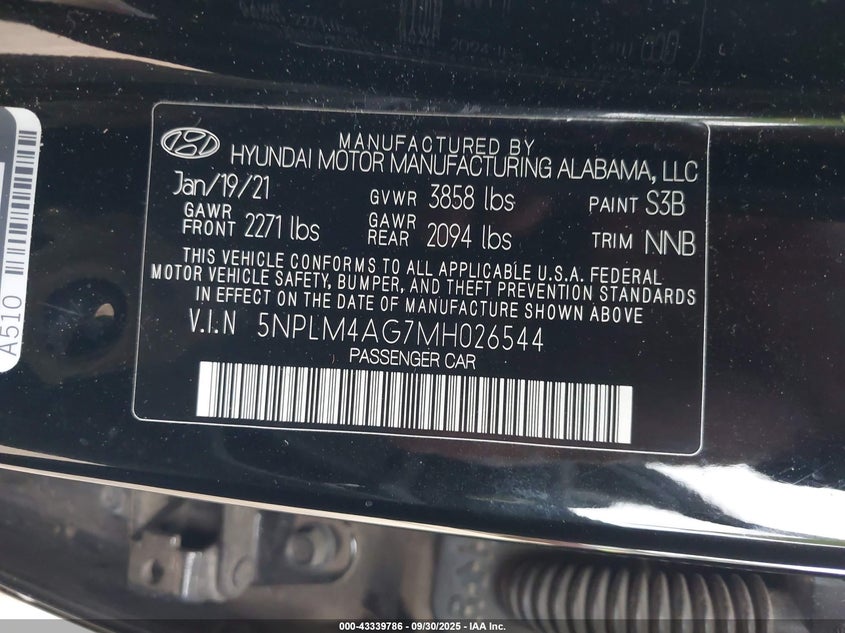 MANUFACTURED BY
HYUNDAI MOTOR MANUFACTURING ALABAMA, LLC
Jan/19/21 GVWR 3858 lbs PAINT S3B
GAWR FRONT 2271 lbs GAWR REAR 2094 lbs TRIM NNB
THIS VEHICLE CONFORMS TO ALL APPLICABLE U.S.A. FEDERAL
MOTOR VEHICLE SAFETY, BUMPER, AND THEFT PREVENTION STANDARDS
IN EFFECT ON THE DATE OF MANUFACTURE SHOWN ABOVE
V.I.N 5NPLM4AG7MH026544
PASSENGER CAR
A510
000-43339786 - 09/30/2025 - IAA Inc.